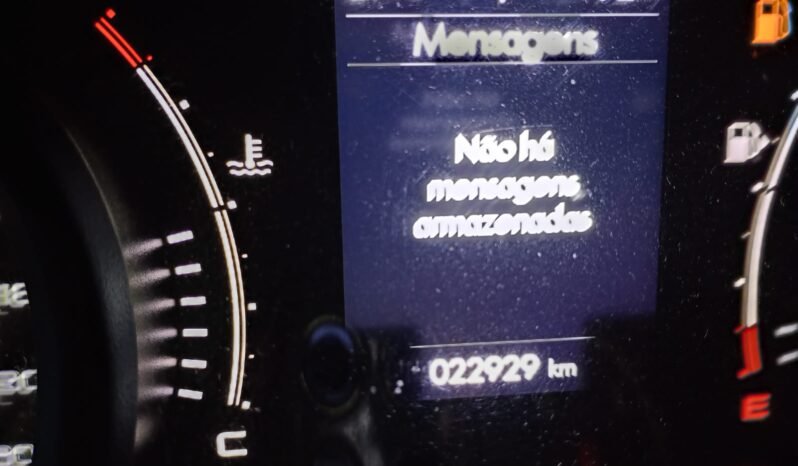 Mensagens
Não há
mensagens
armazenadas
022929 km
C
E